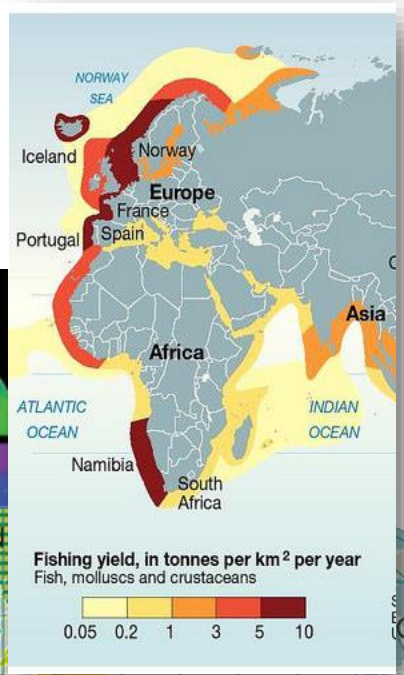 NORWAY
SEA
Iceland
Norway
Europe
France
Portugal
Spain
Asia
Africa
ATLANTIC
OCEAN
INDIAN
OCEAN
Namibia
South
Africa
Fishing yield, in tonnes per km² per year
Fish, molluscs and crustaceans
0.05 0.2 1 3 5 10